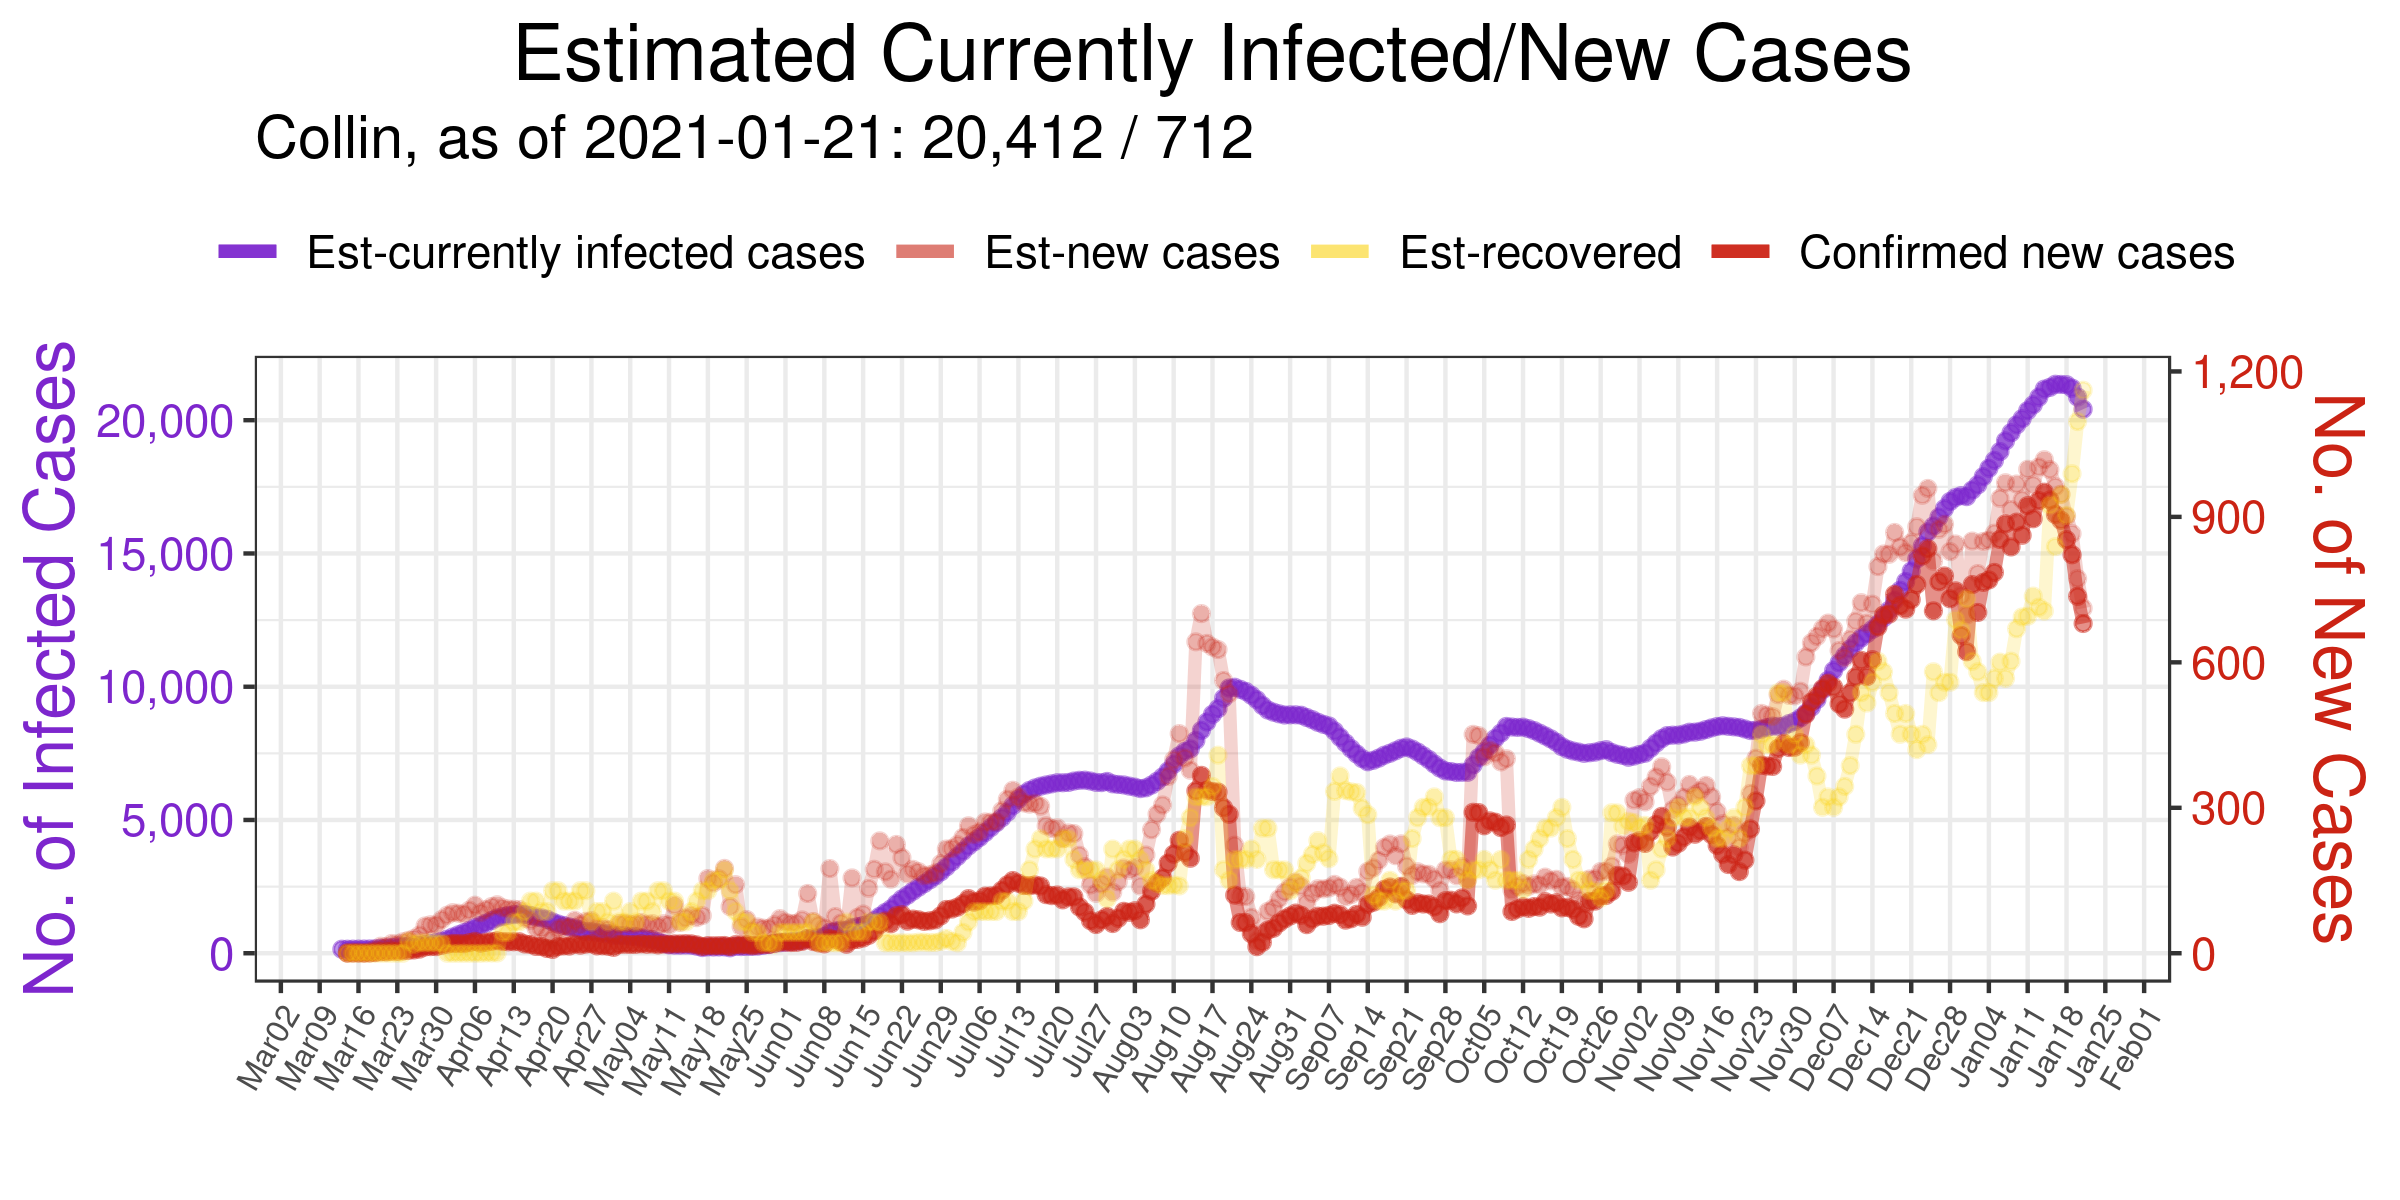 Estimated Currently Infected/New Cases
Collin, as of 2021-01-21: 20,412 / 712
Est-currently infected cases Est-new cases Est-recovered Confirmed new cases
No. of Infected Cases
20,000
15,000
10,000
5,000
0
1,200
900
600
300
0
No. of New Cases
Mar02 Mar09 Mar16 Mar23 Mar30 Apr06 Apr13 Apr20 Apr27 May04 May11 May18 May25 Jun01 Jun08 Jun15 Jun22 Jun29 Jul06 Jul13 Jul20 Jul27 Aug03 Aug10 Aug17 Aug24 Aug31 Sep07 Sep14 Sep21 Sep28 Oct05 Oct12 Oct19 Oct26 Nov02 Nov09 Nov16 Nov23 Nov30 Dec07 Dec14 Dec21 Dec28 Jan04 Jan11 Jan18 Jan25 Feb01